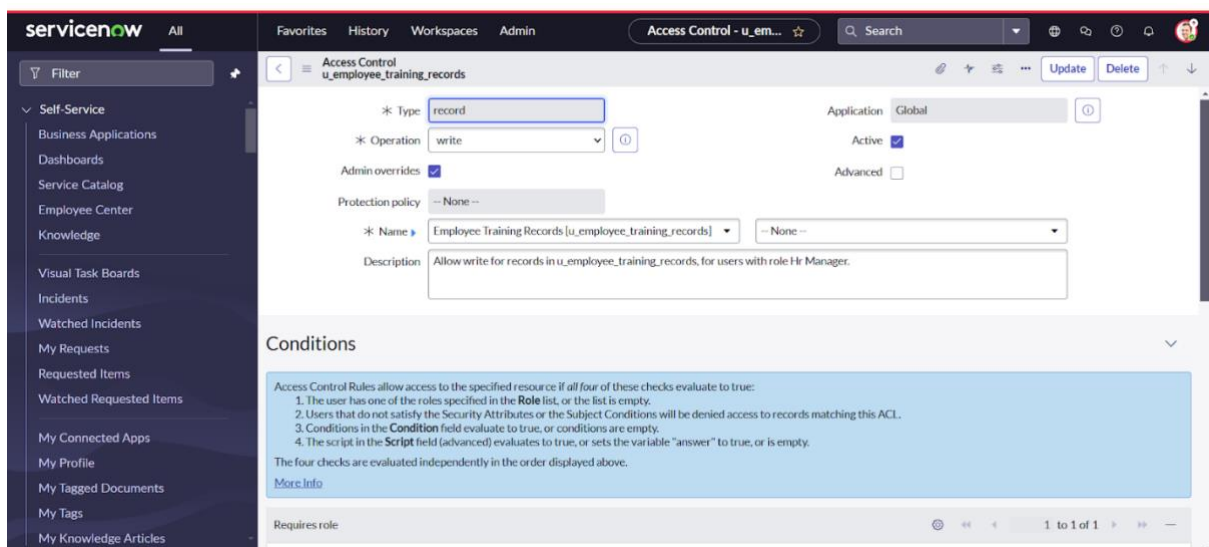 servicenow All Favorites History Workspaces Admin Access Control - u_em... Search
Filter
Access Control
u_employee_training_records
Update Delete
Self-Service
Business Applications
Dashboards
Service Catalog
Employee Center
Knowledge
Visual Task Boards
Incidents
Watched Incidents
My Requests
Requested Items
Watched Requested Items
My Connected Apps
My Profile
My Tagged Documents
My Tags
My Knowledge Articles
Type record Application Global
Operation write Active
Admin overrides Advanced
Protection policy -- None --
Name Employee Training Records [u_employee_training_records] -- None --
Description Allow write for records in u_employee_training_records, for users with role Hr Manager.
Conditions
Access Control Rules allow access to the specified resource if all four of these checks evaluate to true:
1. The user has one of the roles specified in the Role list, or the list is empty.
2. Users that do not satisfy the Security Attributes or the Subject Conditions will be denied access to records matching this ACL.
3. Conditions in the Condition field evaluate to true, or conditions are empty.
4. The script in the Script field (advanced) evaluates to true, or sets the variable "answer" to true, or is empty.
The four checks are evaluated independently in the order displayed above.
More Info
Requires role 1 to 1 of 1